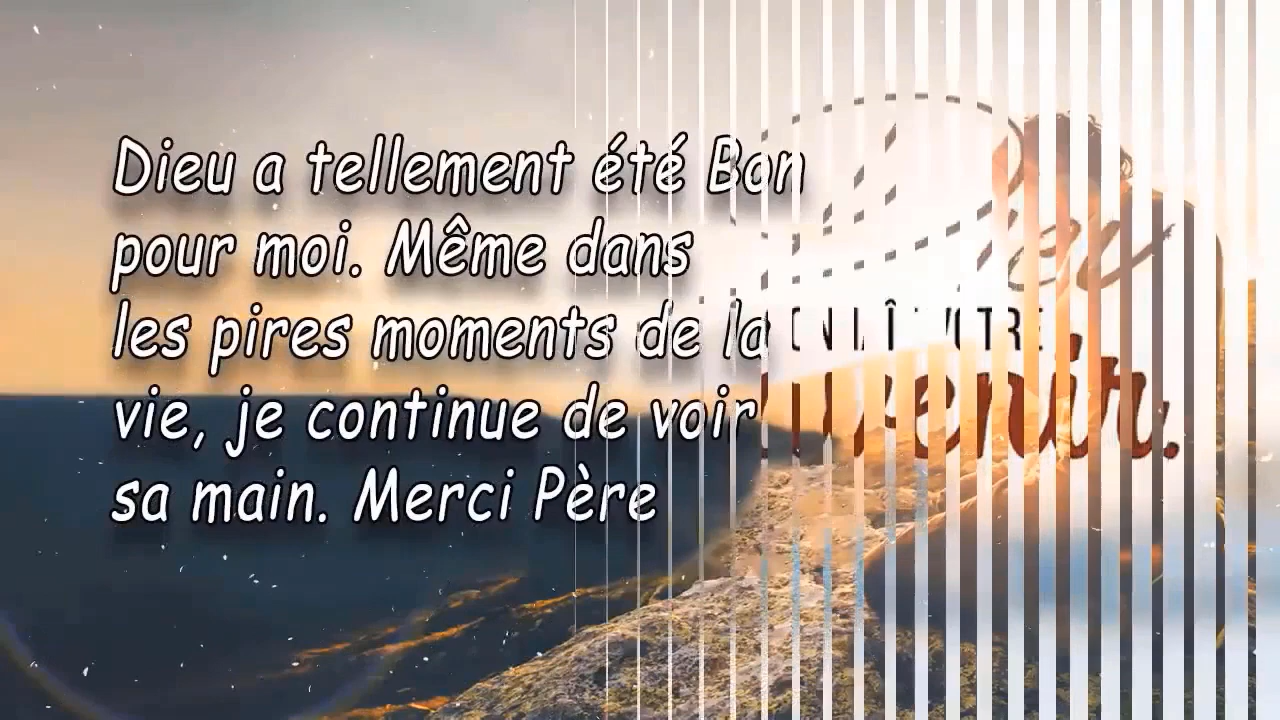 Dieu a tellement été Bon
pour moi. Même dans
les pires moments de la
vie, je continue de voir
sa main. Merci Père